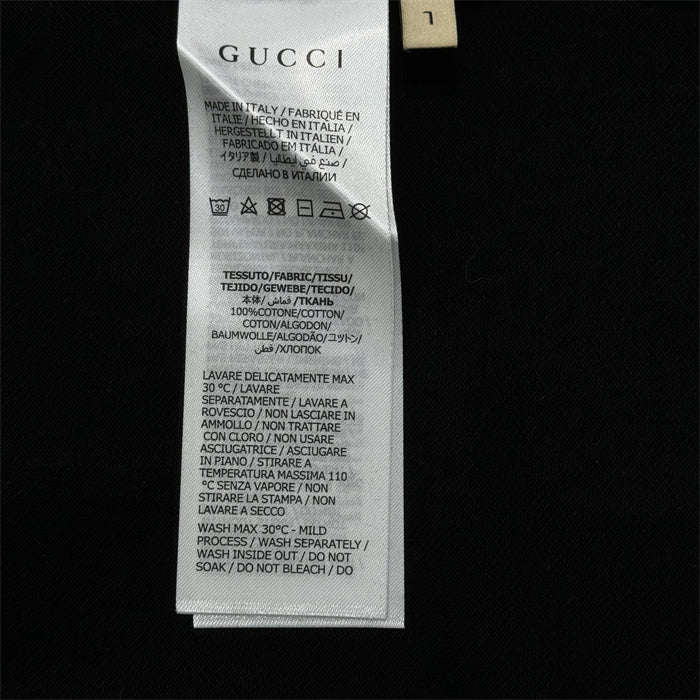 GUCCI
L
MADE IN ITALY / FABRIQUÉ EN
ITALIE / HECHO EN ITALIA /
HERGESTELLT IN ITALIEN /
FABRICADO EM ITÁLIA /
イタリア製 / صنع في ايطاليا /
СДЕЛАНО В ИТАЛИИ
30
TESSUTO/FABRIC/TISSU/
TEJIDO/GEWEBE/TECIDO/
本体/ قماش /ТКАНЬ
100%COTONE/COTTON/
COTON/ALGODON/
BAUMWOLLE/ALGODÃO/コットン/
قطن /ХЛОПОК
LAVARE DELICATAMENTE MAX
30 °C / LAVARE
SEPARATAMENTE / LAVARE A
ROVESCIO / NON LASCIARE IN
AMMOLLO / NON TRATTARE
CON CLORO / NON USARE
ASCIUGATRICE / ASCIUGARE
IN PIANO / STIRARE A
TEMPERATURA MASSIMA 110
°C SENZA VAPORE / NON
STIRARE LA STAMPA / NON
LAVARE A SECCO
WASH MAX 30°C - MILD
PROCESS / WASH SEPARATELY /
WASH INSIDE OUT / DO NOT
SOAK / DO NOT BLEACH / DO